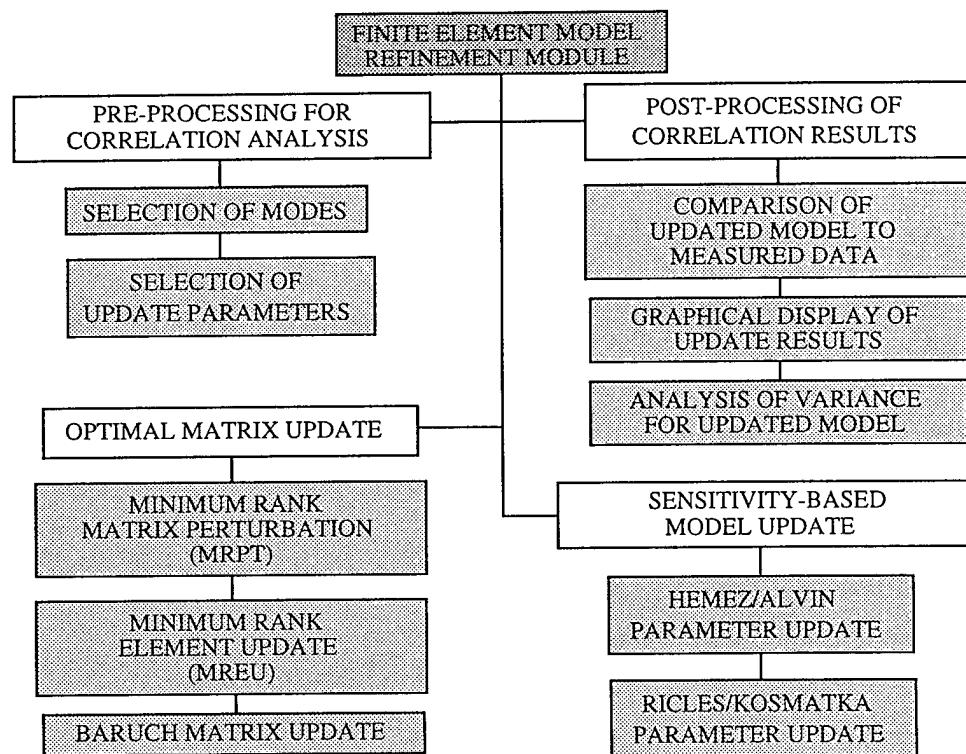 FINITE ELEMENT MODEL
REFINEMENT MODULE
PRE-PROCESSING FOR
CORRELATION ANALYSIS
SELECTION OF MODES
SELECTION OF
UPDATE PARAMETERS
POST-PROCESSING OF
CORRELATION RESULTS
COMPARISON OF
UPDATED MODEL TO
MEASURED DATA
GRAPHICAL DISPLAY OF
UPDATE RESULTS
ANALYSIS OF VARIANCE
FOR UPDATED MODEL
OPTIMAL MATRIX UPDATE
MINIMUM RANK
MATRIX PERTURBATION
(MRPT)
MINIMUM RANK
ELEMENT UPDATE
(MREU)
BARUCH MATRIX UPDATE
SENSITIVITY-BASED
MODEL UPDATE
HEMEZ/ALVIN
PARAMETER UPDATE
RICLES/KOSMATKA
PARAMETER UPDATE